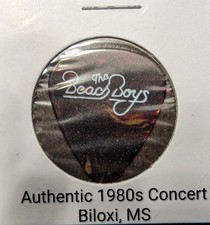 The
Beach Boys
Authentic 1980s Concert
Biloxi, MS